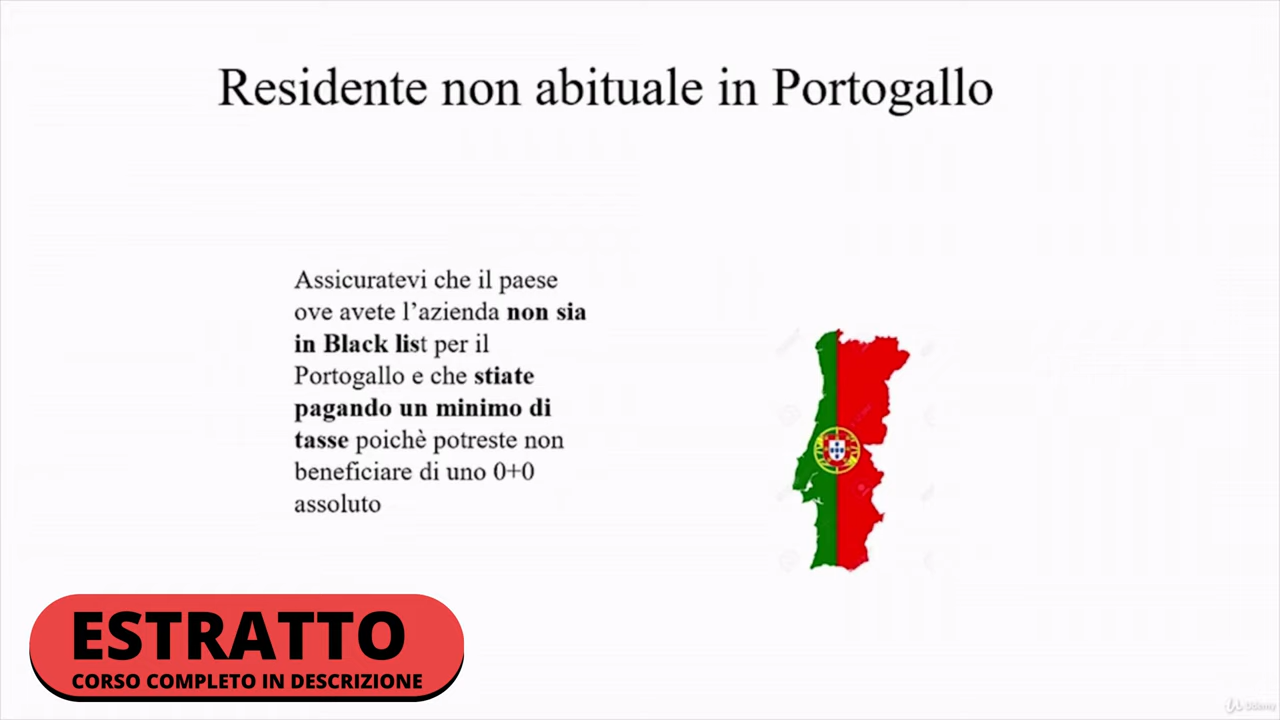 Residente non abituale in Portogallo
Assicuratevi che il paese
ove avete l’azienda non sia
in Black list per il
Portogallo e che stiate
pagando un minimo di
tasse poichè potreste non
beneficiare di uno 0+0
assoluto
ESTRATTO
CORSO COMPLETO IN DESCRIZIONE
Udemy